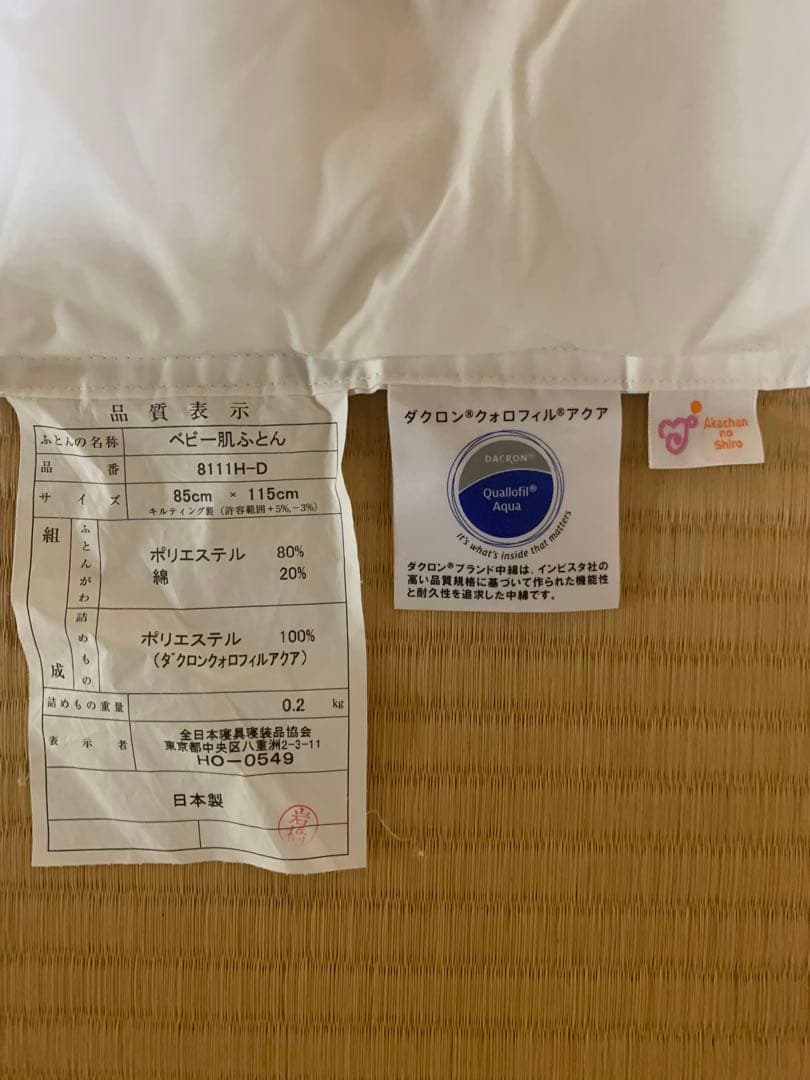 品質表示
ふとんの名称 ベビー肌ふとん
品番 8111H-D
サイズ 85cm × 115cm
キルティング製（許容範囲+5%,-3%）
組成
ふとんがわ
ポリエステル 80%
綿 20%
詰めもの
ポリエステル 100%
（ダクロンクォロフィルアクア）
詰めもの重量 0.2 kg
表示者 全日本寝具寝装品協会
東京都中央区八重洲2-3-11
HO-0549
日本製
ダクロン®クォロフィル®アクア
DACRON®
Quallofil®
Aqua
it's what's inside that matters
ダクロン®ブランド中綿は、インビスタ社の
高い品質規格に基づいて作られた機能性
と耐久性を追求した中綿です。
Akachan
no
Shiro